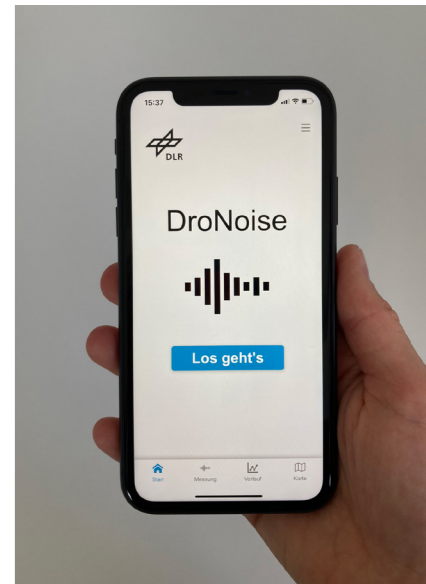 15:37
DLR
DroNoise
Los geht's
Start
Messung
Verlauf
Karte